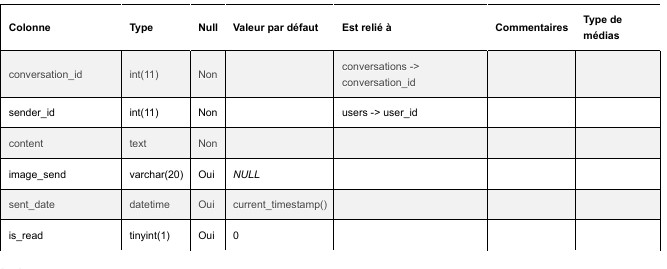 Colonne Type Null Valeur par défaut Est relié à Commentaires Type de médias
conversation_id int(11) Non conversations -> conversation_id
sender_id int(11) Non users -> user_id
content text Non
image_send varchar(20) Oui NULL
sent_date datetime Oui current_timestamp()
is_read tinyint(1) Oui 0